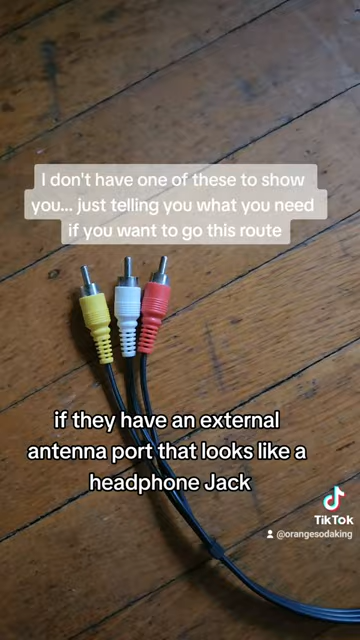 I don't have one of these to show
you... just telling you what you need
if you want to go this route
if they have an external
antenna port that looks like a
headphone Jack
TikTok
@orangesodaking